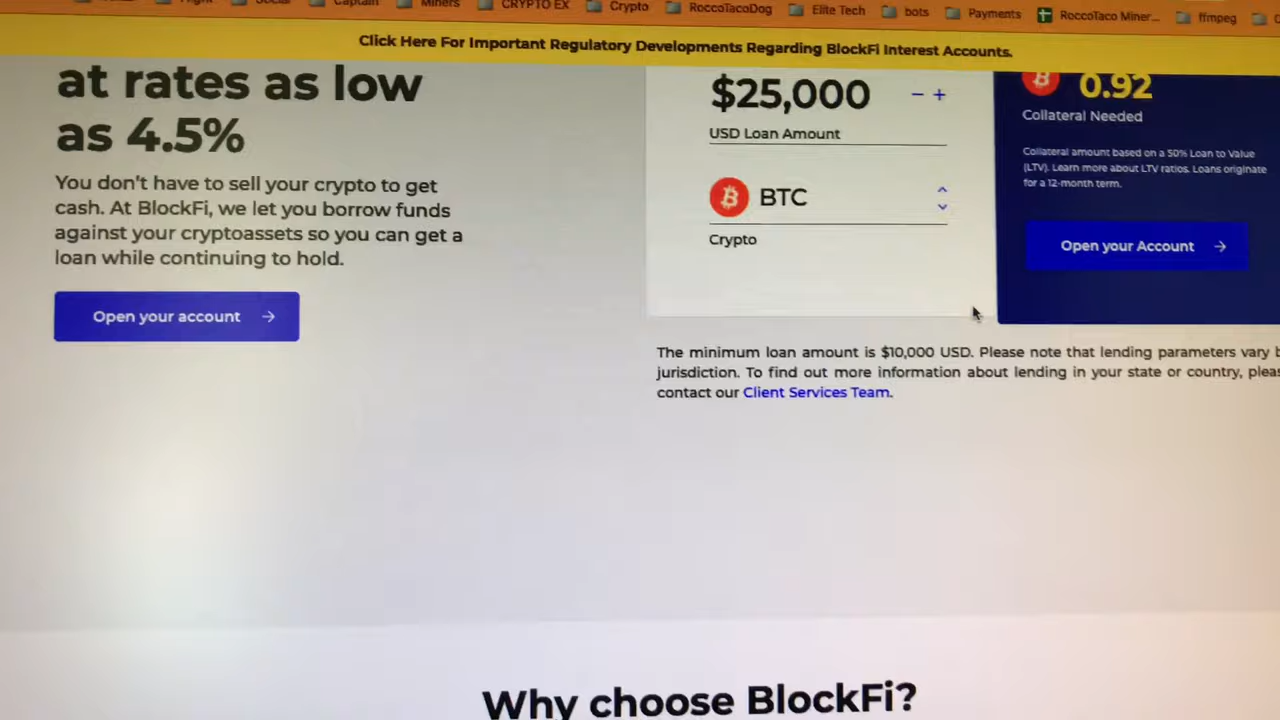 Miners
CRYPTO EX
Crypto
RoccoTacoDog
Elite Tech
bots
Payments
RoccoTaco Miner...
ffmpeg
Click Here For Important Regulatory Developments Regarding BlockFi Interest Accounts.
at rates as low
as 4.5%
You don't have to sell your crypto to get
cash. At BlockFi, we let you borrow funds
against your cryptoassets so you can get a
loan while continuing to hold.
Open your account →
$25,000 − +
USD Loan Amount
BTC
Crypto
0.92
Collateral Needed
Collateral amount based on a 50% Loan to Value
(LTV). Learn more about LTV ratios. Loans originate
for a 12-month term.
Open your Account →
The minimum loan amount is $10,000 USD. Please note that lending parameters vary
jurisdiction. To find out more information about lending in your state or country,
contact our Client Services Team.
Why choose BlockFi?